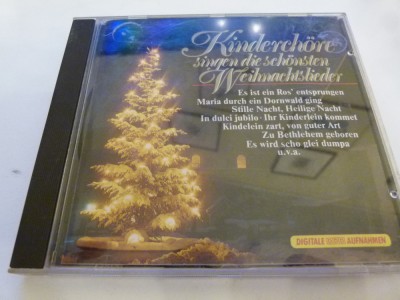 Kinderchöre
singen die schönsten
Weihnachtslieder
Es ist ein Ros' entsprungen
Maria durch ein Dornwald ging
Stille Nacht, Heilige Nacht
In dulci jubilo · Ihr Kinderlein kommet
Kindelein zart, von guter Art
Zu Bethlehem geboren
Es wird scho glei dumpa
u.v.a.
DIGITALE AUFNAHMEN